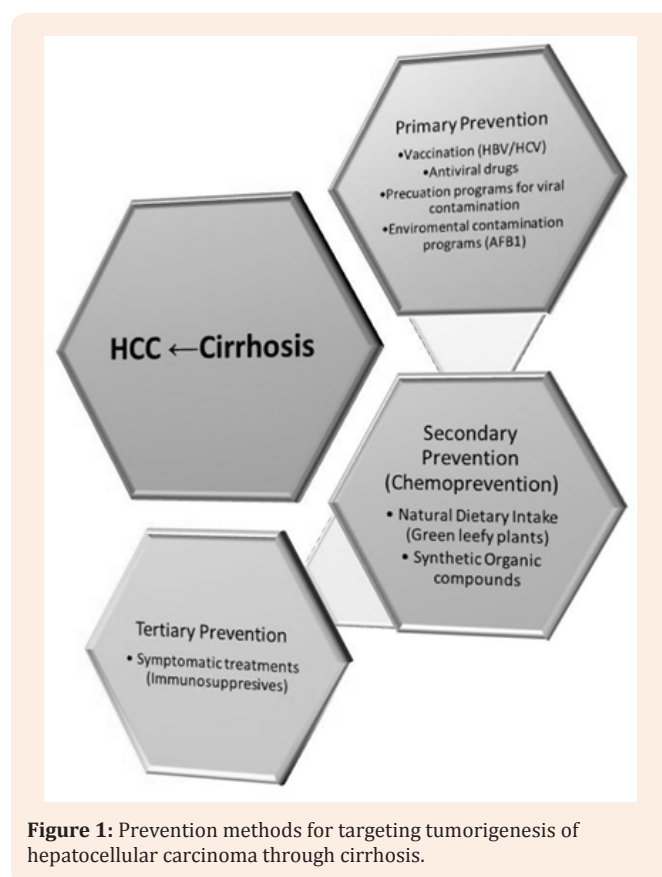 Primary Prevention
•Vaccination (HBV/HCV)
•Antiviral drugs
•Precuation programs for viral
contamination
•Enviromental contamination
programs (AFB1)
HCC ←Cirrhosis
Secondary
Prevention
(Chemoprevention)
• Natural Dietary Intake
(Green leefy plants)
• Synthetic Organic
compounds
Tertiary Prevention
• Symptomatic treatments
(Immunosuppresives)
Figure 1: Prevention methods for targeting tumorigenesis of
hepatocellular carcinoma through cirrhosis.